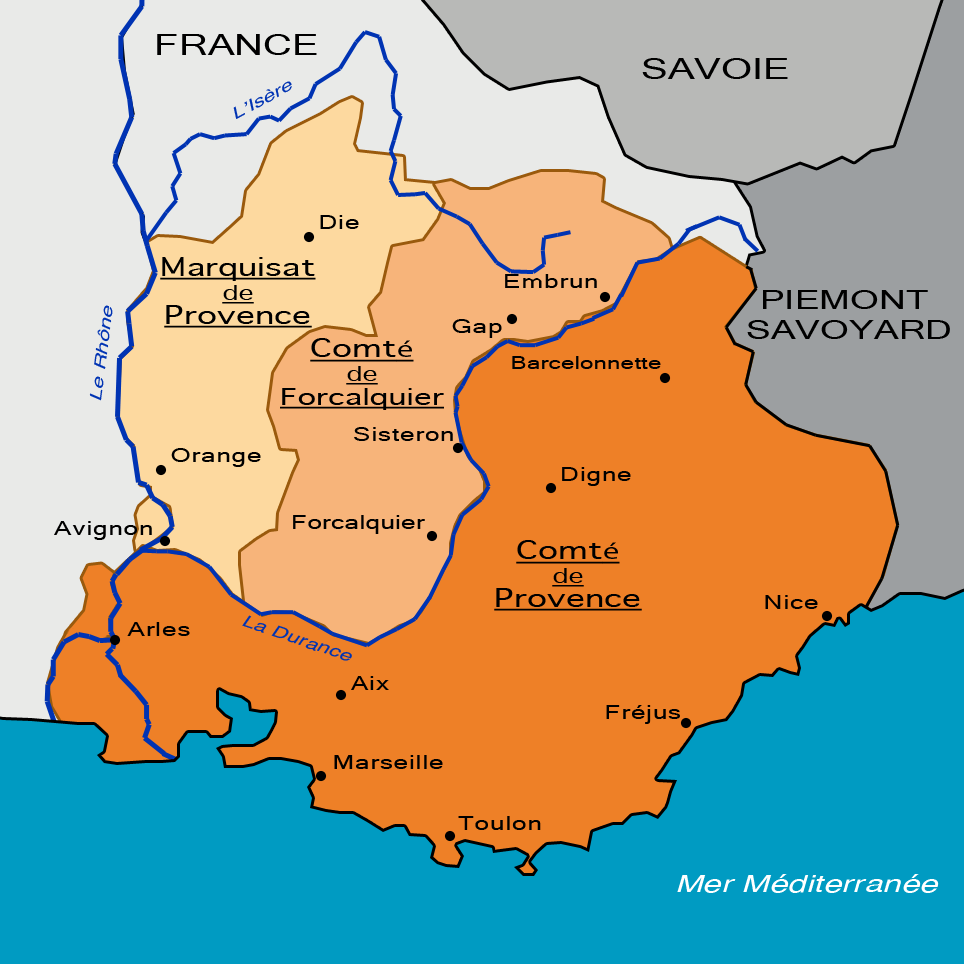 FRANCE
SAVOIE
L'Isère
Die
Marquisat
de
Provence
Embrun
Gap
PIEMONT
SAVOYARD
Le Rhône
Comté
de
Forcalquier
Barcelonnette
Sisteron
Orange
Digne
Avignon
Forcalquier
Comté
de
Provence
Nice
Arles
La Durance
Aix
Fréjus
Marseille
Toulon
Mer Méditerranée